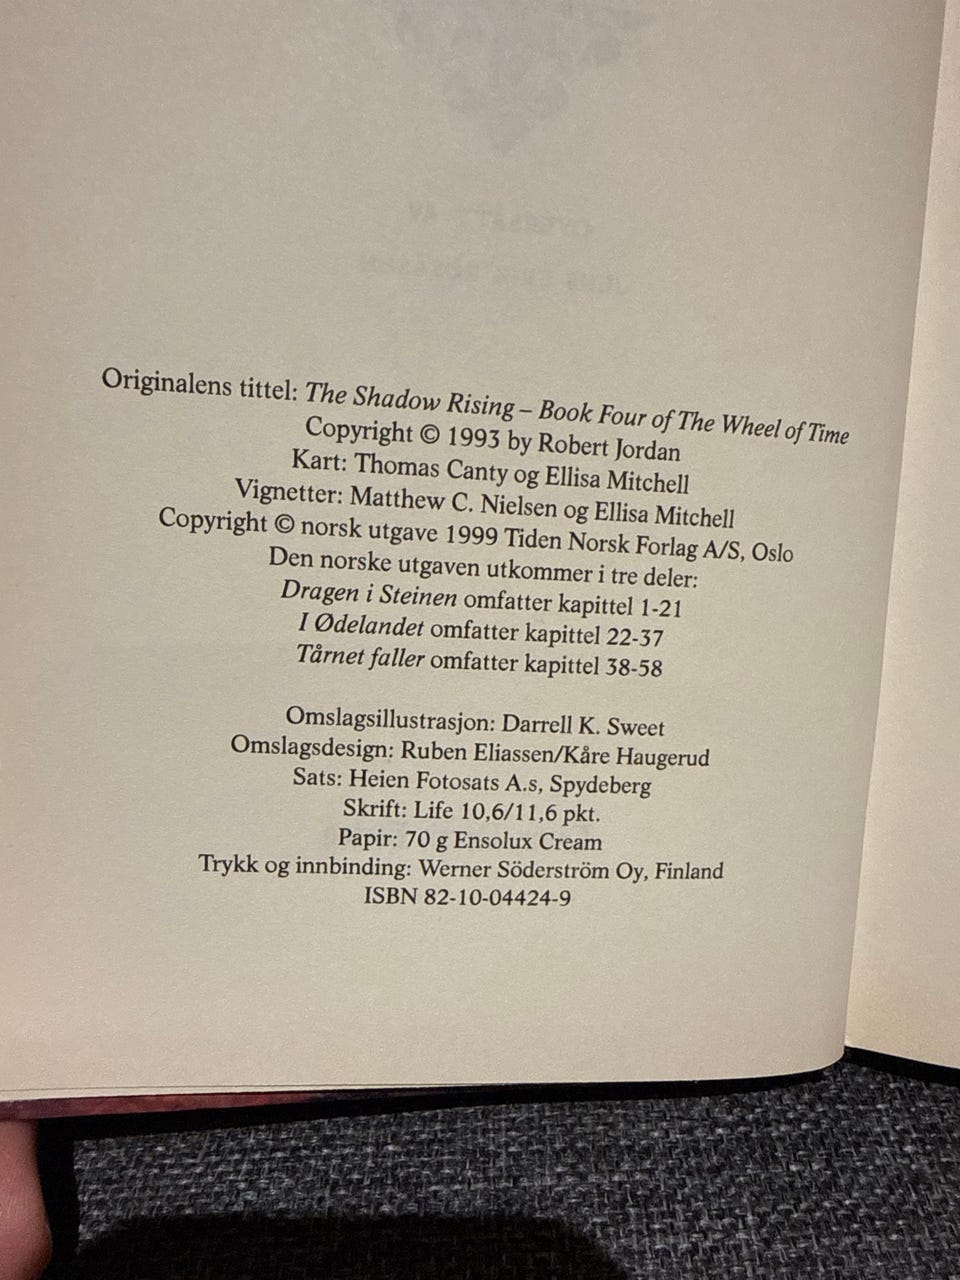 Originalens tittel: The Shadow Rising – Book Four of The Wheel of Time
Copyright © 1993 by Robert Jordan
Kart: Thomas Canty og Ellisa Mitchell
Vignetter: Matthew C. Nielsen og Ellisa Mitchell
Copyright © norsk utgave 1999 Tiden Norsk Forlag A/S, Oslo
Den norske utgaven utkommer i tre deler:
Dragen i Steinen omfatter kapittel 1-21
I Ødelandet omfatter kapittel 22-37
Tårnet faller omfatter kapittel 38-58
Omslagsillustrasjon: Darrell K. Sweet
Omslagsdesign: Ruben Eliassen/Kåre Haugerud
Sats: Heien Fotosats A.s, Spydeberg
Skrift: Life 10,6/11,6 pkt.
Papir: 70 g Ensolux Cream
Trykk og innbinding: Werner Söderström Oy, Finland
ISBN 82-10-04424-9